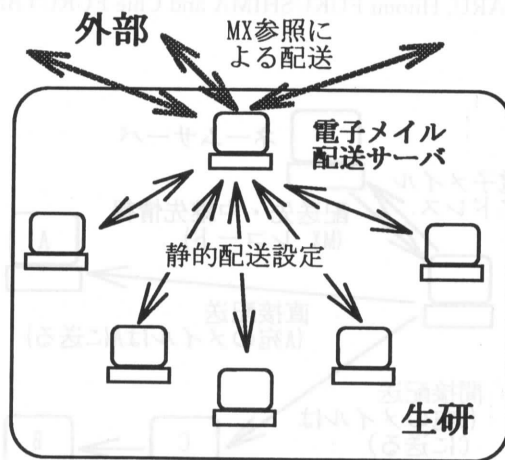 外部
MX参照に
よる配送
電子メイル
配送サーバ
静的配送設定
生研